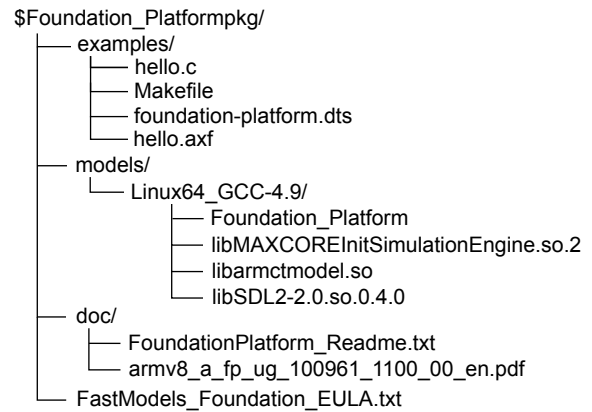 $Foundation_Platformpkg/
examples/
hello.c
Makefile
foundation-platform.dts
hello.axf
models/
Linux64_GCC-4.9/
Foundation_Platform
libMAXCOREInitSimulationEngine.so.2
libarmctmodel.so
libSDL2-2.0.so.0.4.0
doc/
FoundationPlatform_Readme.txt
armv8_a_fp_ug_100961_1100_00_en.pdf
FastModels_Foundation_EULA.txt